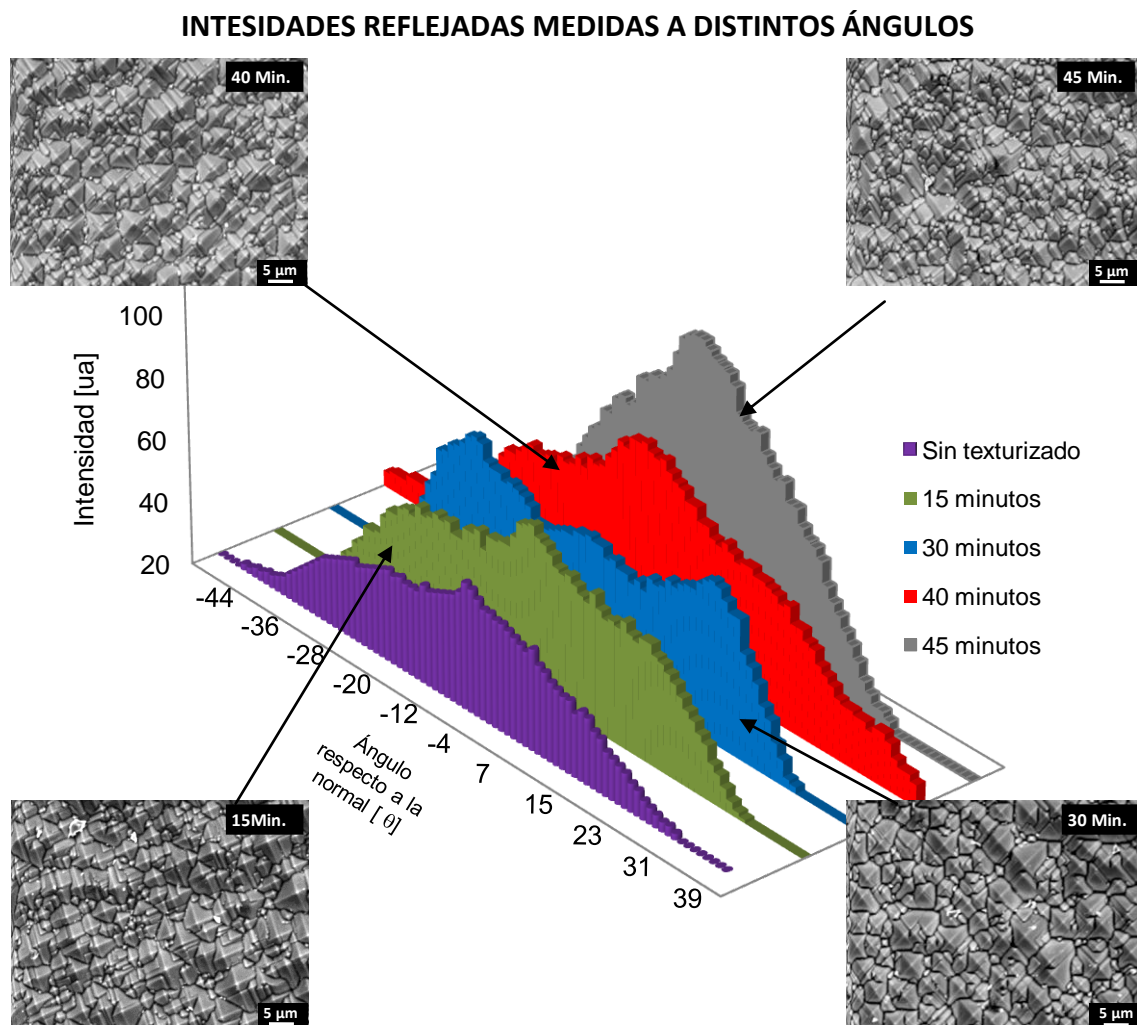 INTESIDADES REFLEJADAS MEDIDAS A DISTINTOS ÁNGULOS
40 Min.
5 µm
45 Min.
5 µm
100
80
60
40
20
Intensidad [ua]
-44
-36
-28
-20
-12
-4
7
15
23
31
39
Ángulo
respecto a la
normal [ θ]
Sin texturizado
15 minutos
30 minutos
40 minutos
45 minutos
15Min.
5 µm
30 Min.
5 µm